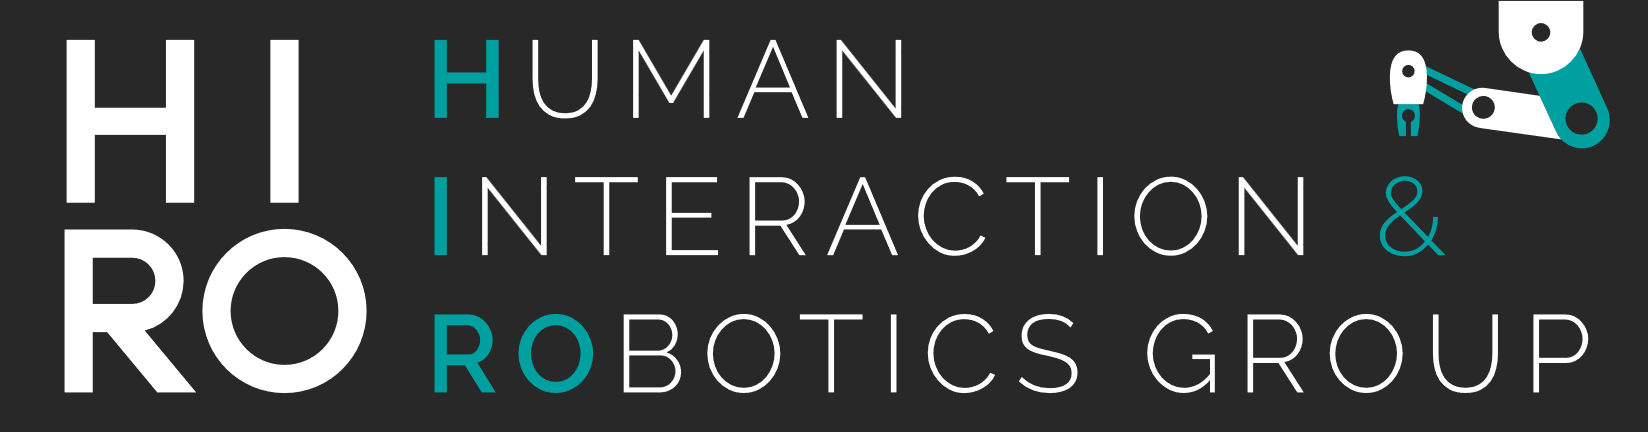 HI
RO
HUMAN
INTERACTION &
ROBOTICS GROUP